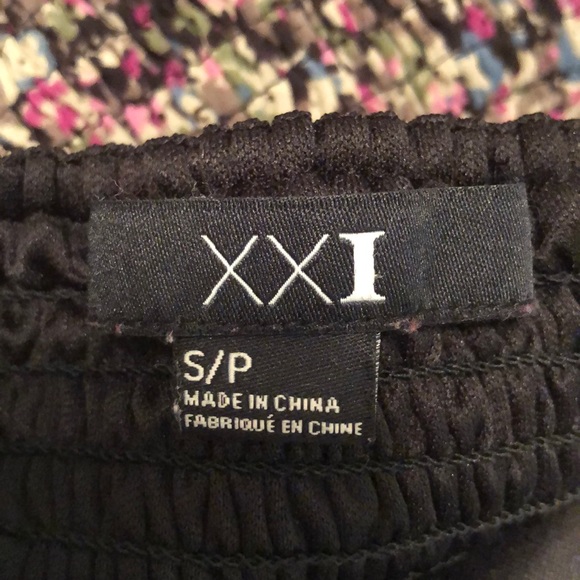 XXI
S/P
MADE IN CHINA
FABRIQUÉ EN CHINE